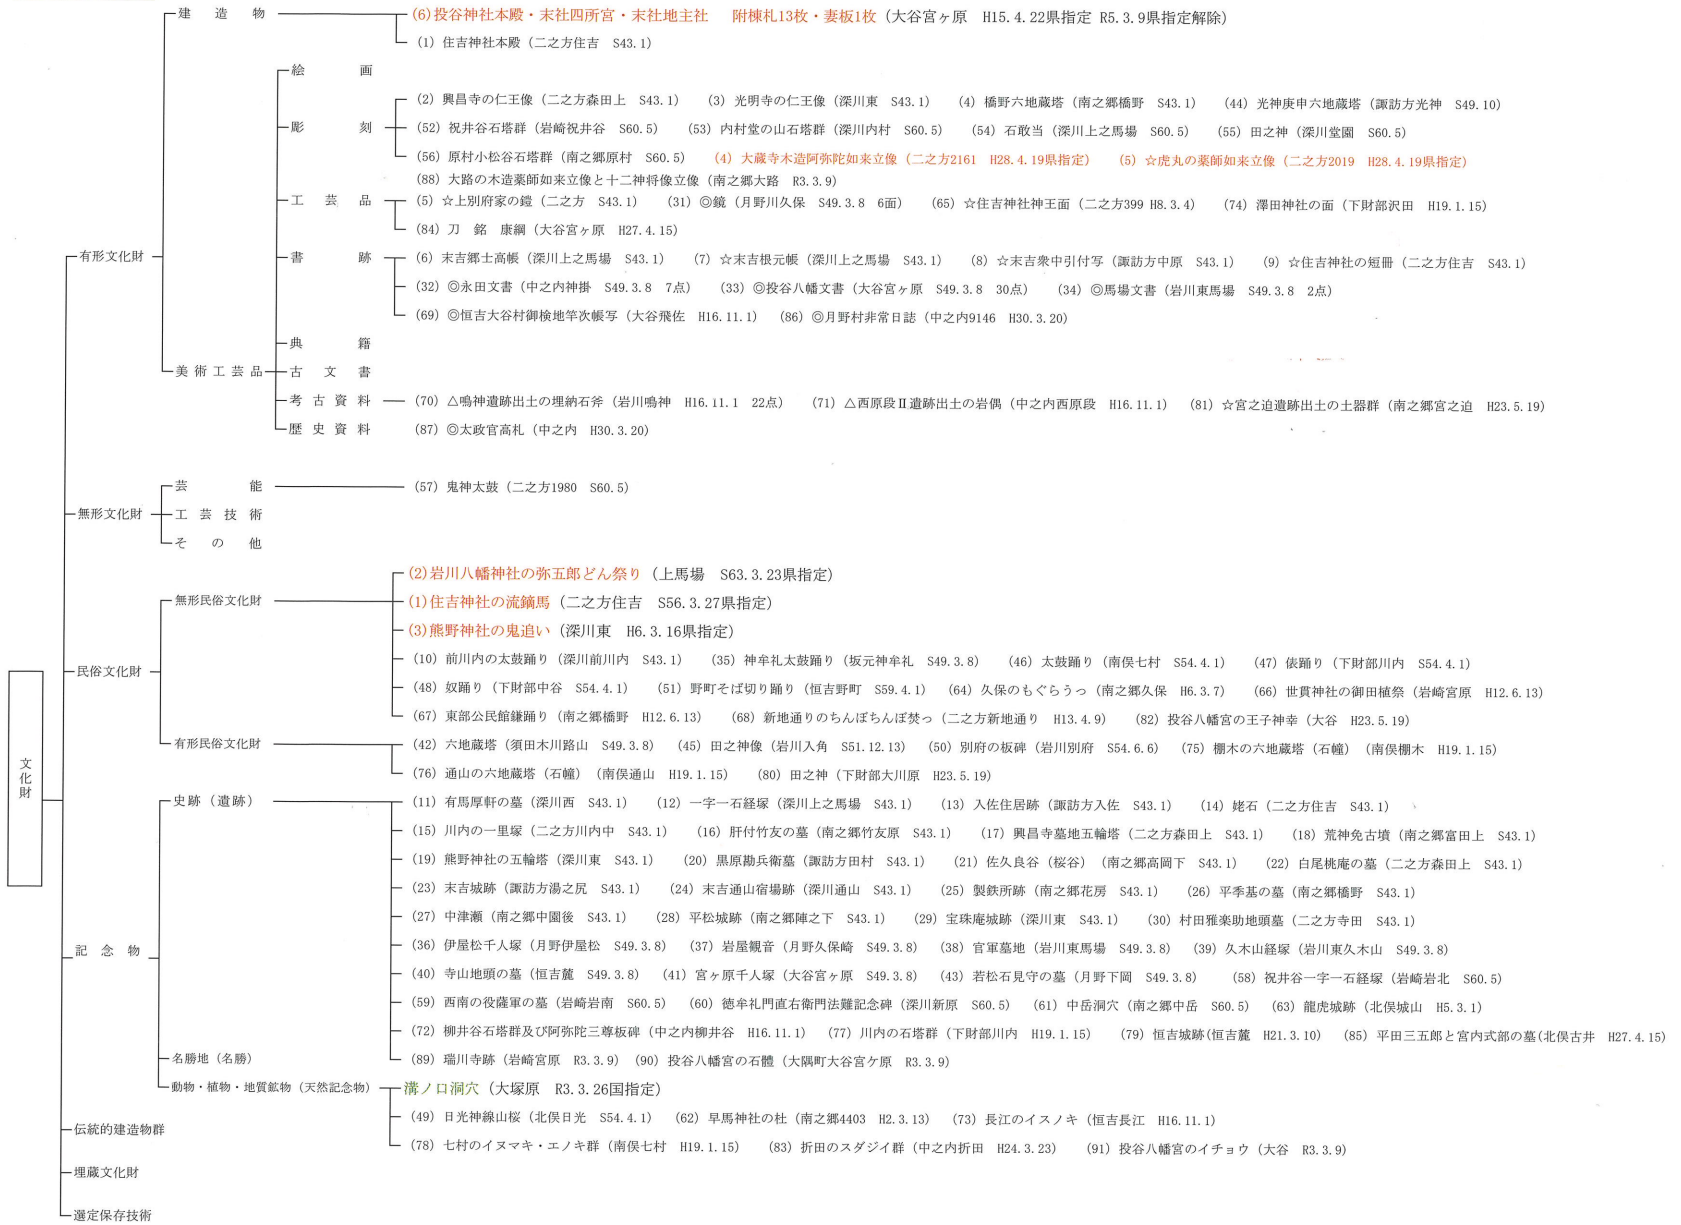 建造物
(6)投谷神社本殿・末社四所宮・末社地主社　附棟札13枚・妻板1枚（大谷宮ヶ原　H15.4.22県指定 R5.3.9県指定解除）
(1) 住吉神社本殿（二之方住吉　S43.1）
絵画
(2) 興昌寺の仁王像（二之方森田上　S43.1）　(3) 光明寺の仁王像（深川東　S43.1）　(4) 橋野六地蔵塔（南之郷橋野　S43.1）　(44) 光神庚申六地蔵塔（諏訪方光神　S49.10）
彫刻
(52) 祝井谷石塔群（岩崎祝井谷　S60.5）　(53) 内村堂の山石塔群（深川内村　S60.5）　(54) 石敢当（深川上之馬場　S60.5）　(55) 田之神（深川堂園　S60.5）
(56) 原村小松谷石塔群（南之郷原村　S60.5）　(4) 大蔵寺木造阿弥陀如来立像（二之方2161　H28.4.19県指定）　(5) ☆虎丸の薬師如来立像（二之方2019　H28.4.19県指定）
(88) 大路の木造薬師如来立像と十二神将像立像（南之郷大路　R3.3.9）
工芸品
(5) ☆上別府家の鎧（二之方　S43.1）　(31) ◎鏡（月野川久保　S49.3.8　6面）　(65) ☆住吉神社神王面（二之方399 H8.3.4）　(74) 澤田神社の面（下財部沢田　H19.1.15）
(84) 刀　銘　康綱（大谷宮ヶ原　H27.4.15）
有形文化財
書跡
(6) 末吉郷士高帳（深川上之馬場　S43.1）　(7) ☆末吉根元帳（深川上之馬場　S43.1）　(8) ☆末吉衆中引付写（諏訪方中原　S43.1）　(9) ☆住吉神社の短冊（二之方住吉　S43.1）
(32) ◎永田文書（中之内神掛　S49.3.8　7点）　(33) ◎投谷八幡文書（大谷宮ヶ原　S49.3.8　30点）　(34) ◎馬場文書（岩川東馬場　S49.3.8　2点）
(69) ◎恒吉大谷村御検地竿次帳写（大谷飛佐　H16.11.1）　(86) ◎月野村非常日誌（中之内9146　H30.3.20）
典籍
美術工芸品
古文書
考古資料
(70) △鳴神遺跡出土の埋納石斧（岩川鳴神　H16.11.1　22点）　(71) △西原段Ⅱ遺跡出土の岩偶（中之内西原段　H16.11.1）　(81) ☆宮之迫遺跡出土の土器群（南之郷宮之迫　H23.5.19）
歴史資料
(87) ◎太政官高札（中之内　H30.3.20）
芸能
(57) 鬼神太鼓（二之方1980　S60.5）
無形文化財
工芸技術
その他
(2)岩川八幡神社の弥五郎どん祭り（上馬場　S63.3.23県指定）
無形民俗文化財
(1)住吉神社の流鏑馬（二之方住吉　S56.3.27県指定）
(3)熊野神社の鬼追い（深川東　H6.3.16県指定）
(10) 前川内の太鼓踊り（深川前川内　S43.1）　(35) 神牟礼太鼓踊り（坂元神牟礼　S49.3.8）　(46) 太鼓踊り（南俣七村　S54.4.1）　(47) 俵踊り（下財部川内　S54.4.1）
民俗文化財
(48) 奴踊り（下財部中谷　S54.4.1）　(51) 野町そば切り踊り（恒吉野町　S59.4.1）　(64) 久保のもぐらうっ（南之郷久保　H6.3.7）　(66) 世貫神社の御田植祭（岩崎宮原　H12.6.13）
(67) 東部公民館鎌踊り（南之郷橋野　H12.6.13）　(68) 新地通りのちんぽちんぽ焚っ（二之方新地通り　H13.4.9）　(82) 投谷八幡宮の王子神幸（大谷　H23.5.19）
有形民俗文化財
(42) 六地蔵塔（須田木川路山　S49.3.8）　(45) 田之神像（岩川入角　S51.12.13）　(50) 別府の板碑（岩川別府　S54.6.6）　(75) 棚木の六地蔵塔（石幢）（南俣棚木　H19.1.15）
(76) 通山の六地蔵塔（石幢）（南俣通山　H19.1.15）　(80) 田之神（下財部大川原　H23.5.19）
文化財
史跡（遺跡）
(11) 有馬厚軒の墓（深川西　S43.1）　(12) 一字一石経塚（深川上之馬場　S43.1）　(13) 入佐住居跡（諏訪方入佐　S43.1）　(14) 姥石（二之方住吉　S43.1）
(15) 川内の一里塚（二之方川内中　S43.1）　(16) 肝付竹友の墓（南之郷竹友原　S43.1）　(17) 興昌寺墓地五輪塔（二之方森田上　S43.1）　(18) 荒神免古墳（南之郷富田上　S43.1）
(19) 熊野神社の五輪塔（深川東　S43.1）　(20) 黒原勘兵衛墓（諏訪方田村　S43.1）　(21) 佐久良谷（桜谷）（南之郷高岡下　S43.1）　(22) 白尾桃庵の墓（二之方森田上　S43.1）
(23) 末吉城跡（諏訪方湯之尻　S43.1）　(24) 末吉通山宿場跡（深川通山　S43.1）　(25) 製鉄所跡（南之郷花房　S43.1）　(26) 平季基の墓（南之郷橋野　S43.1）
(27) 中津瀬（南之郷中園後　S43.1）　(28) 平松城跡（南之郷陣之下　S43.1）　(29) 宝珠庵城跡（深川東　S43.1）　(30) 村田雅楽助地頭墓（二之方寺田　S43.1）
記念物
(36) 伊屋松千人塚（月野伊屋松　S49.3.8）　(37) 岩屋観音（月野久保崎　S49.3.8）　(38) 官軍墓地（岩川東馬場　S49.3.8）　(39) 久木山経塚（岩川東久木山　S49.3.8）
(40) 寺山地頭の墓（恒吉麓　S49.3.8）　(41) 宮ヶ原千人塚（大谷宮ヶ原　S49.3.8）　(43) 若松石見守の墓（月野下岡　S49.3.8）　(58) 祝井谷一字一石経塚（岩崎岩北　S60.5）
(59) 西南の役薩軍の墓（岩崎岩南　S60.5）　(60) 徳牟礼門直右衛門法難記念碑（深川新原　S60.5）　(61) 中岳洞穴（南之郷中岳　S60.5）　(63) 龍虎城跡（北俣城山　H5.3.1）
(72) 柳井谷石塔群及び阿弥陀三尊板碑（中之内柳井谷　H16.11.1）　(77) 川内の石塔群（下財部川内　H19.1.15）　(79) 恒吉城跡(恒吉麓　H21.3.10）　(85) 平田三五郎と宮内式部の墓(北俣古井　H27.4.15)
名勝地（名勝）
(89) 瑞川寺跡（岩崎宮原　R3.3.9）　(90) 投谷八幡宮の石體（大隅町大谷宮ケ原　R3.3.9）
動物・植物・地質鉱物（天然記念物）
溝ノ口洞穴（大塚原　R3.3.26国指定）
(49) 日光神線山桜（北俣日光　S54.4.1）　(62) 早馬神社の杜（南之郷4403　H2.3.13）　(73) 長江のイスノキ（恒吉長江　H16.11.1）
伝統的建造物群
(78) 七村のイヌマキ・エノキ群（南俣七村　H19.1.15）　(83) 折田のスダジイ群（中之内折田　H24.3.23）　(91) 投谷八幡宮のイチョウ（大谷　R3.3.9）
埋蔵文化財
選定保存技術